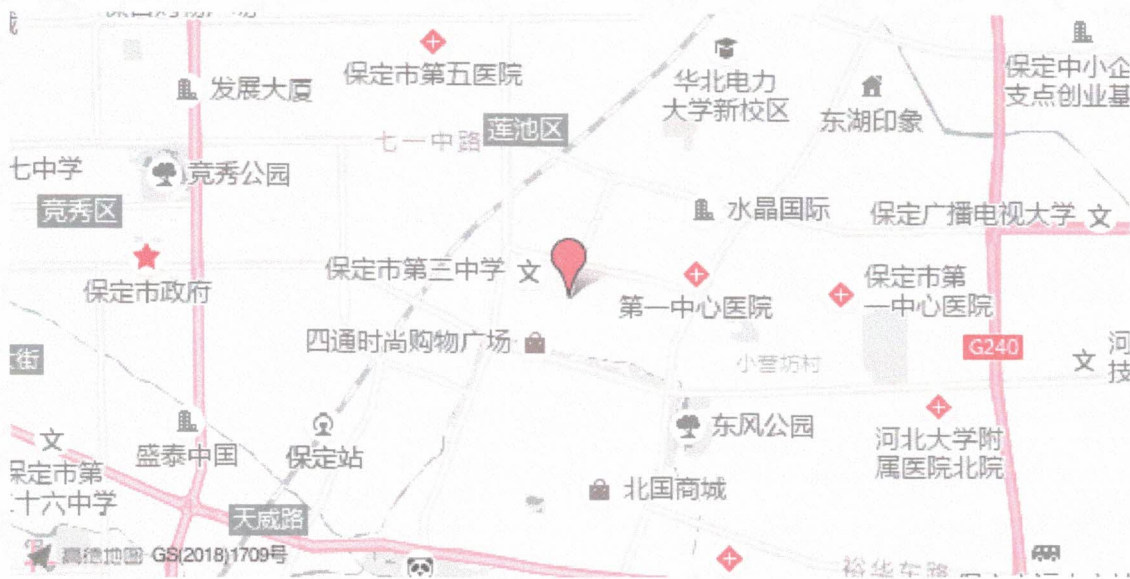 保定市第五医院
发展大厦
华北电力
大学新校区
东湖印象
保定中小企
支点创业基
莲池区
七一中路
七中学
竞秀公园
竞秀区
水晶国际
保定广播电视大学
保定市政府
保定市第三中学
第一中心医院
保定市第
一中心医院
四通时尚购物广场
G240
小营坊村
河
技
大街
盛泰中国
保定站
东风公园
河北大学附
属医院北院
保定市第
二十六中学
北国商城
天威路
高德地图 GS(2018)1709号
裕华东路